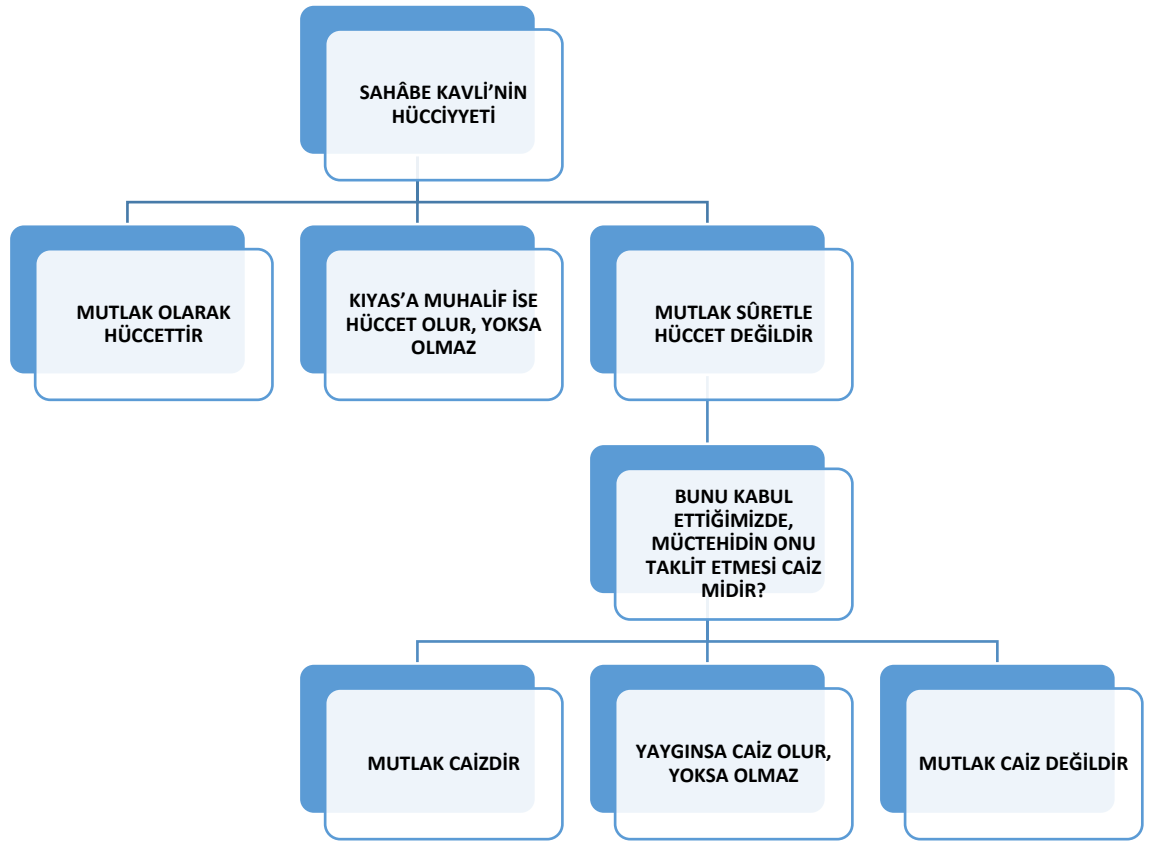 SAHÂBE KAVLİ'NİN
HÜCCİYYETİ
MUTLAK OLARAK
HÜCCETTİR
KIYAS'A MUHALİF İSE
HÜCCET OLUR, YOKSA
OLMAZ
MUTLAK SÛRETLE
HÜCCET DEĞİLDİR
BUNU KABUL
ETTİĞİMİZDE,
MÜCTEHİDİN ONU
TAKLİT ETMESİ CAİZ
MİDİR?
MUTLAK CAİZDİR
YAYGINSA CAİZ OLUR,
YOKSA OLMAZ
MUTLAK CAİZ DEĞİLDİR